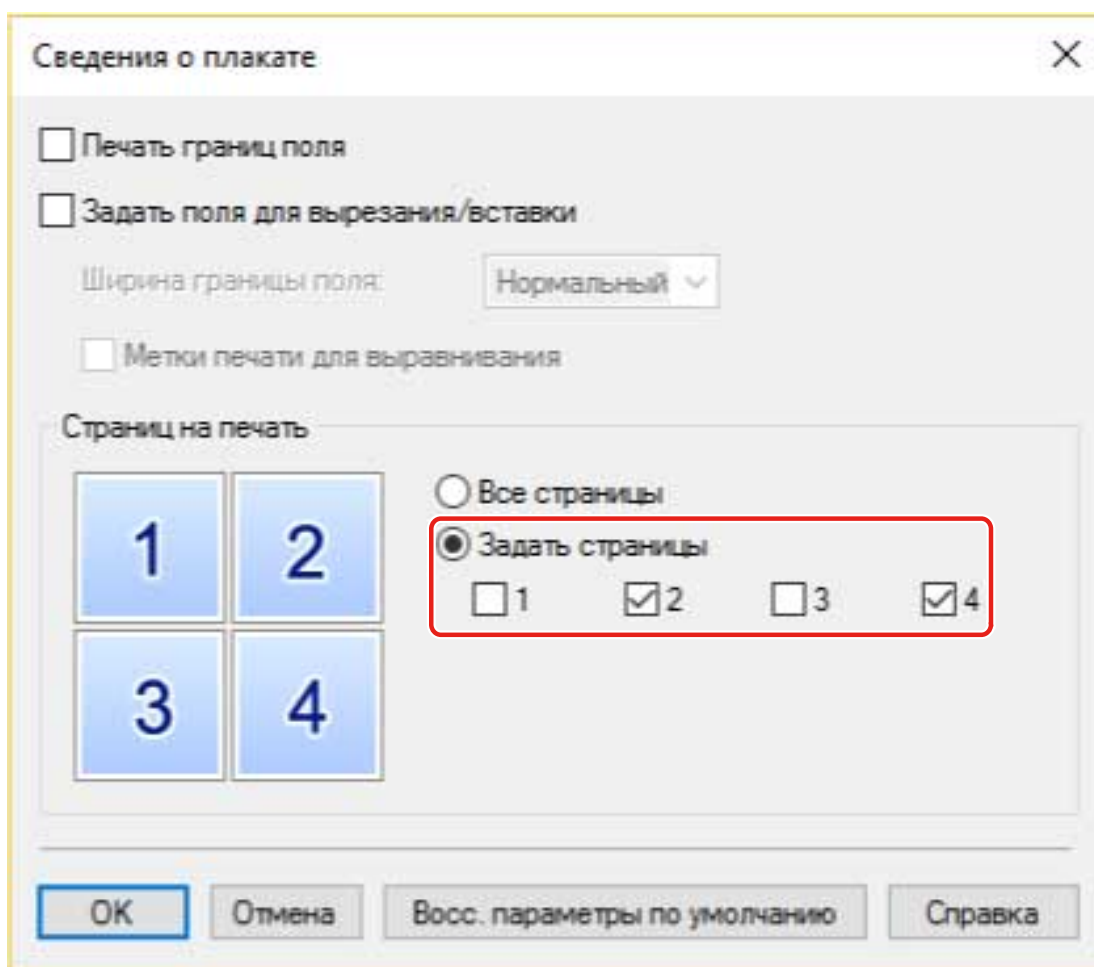 Сведения о плакате
Печать границ поля
Задать поля для вырезания/вставки
Ширина границы поля: Нормальный
Метки печати для выравнивания
Страниц на печать
1 2
3 4
Все страницы
Задать страницы
1 2 3 4
OK Отмена Восс. параметры по умолчанию Справка